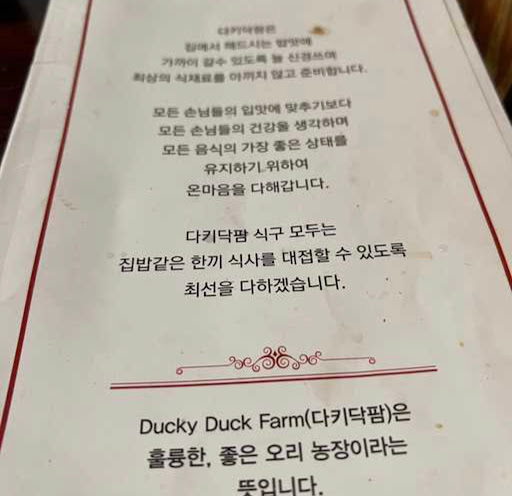 다키닥팜은
집에서 해드시는 입맛에
가까이 갈수 있도록 늘 신경쓰며
최상의 식재료를 아끼지 않고 준비합니다.
모든 손님들의 입맛에 맞추기보다
모든 손님들의 건강을 생각하며
모든 음식의 가장 좋은 상태를
유지하기 위하여
온마음을 다해갑니다.
다키닥팜 식구 모두는
집밥같은 한끼 식사를 대접할 수 있도록
최선을 다하겠습니다.
Ducky Duck Farm(다키닥팜)은
훌륭한, 좋은 오리 농장이라는
뜻입니다.